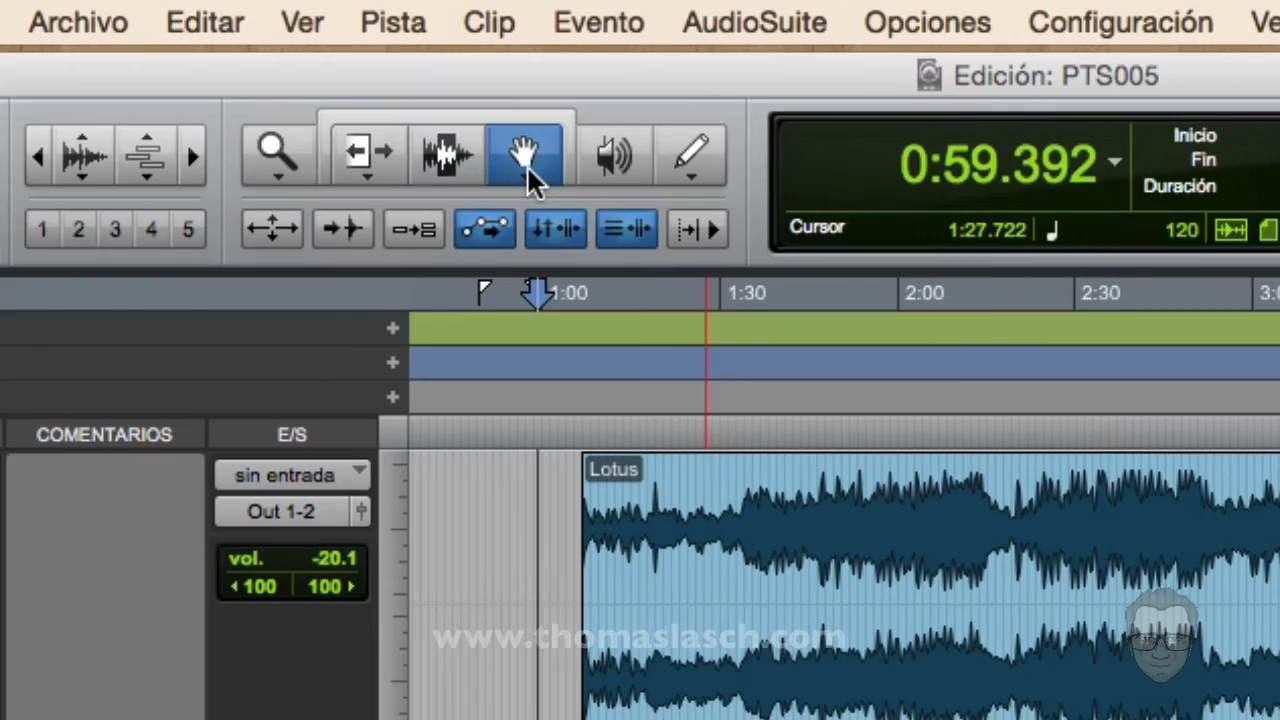 Archivo Editar Ver Pista Clip Evento AudioSuite Opciones Configuración Ve
Edición: PTS005
0:59.392
Inicio
Fin
Duración
1 2 3 4 5
Cursor 1:27.722 120
1:00 1:30 2:00 2:30 3:0
COMENTARIOS E/S
sin entrada
Out 1-2
vol. -20.1
100 100
Lotus
www.thomaslasch.com